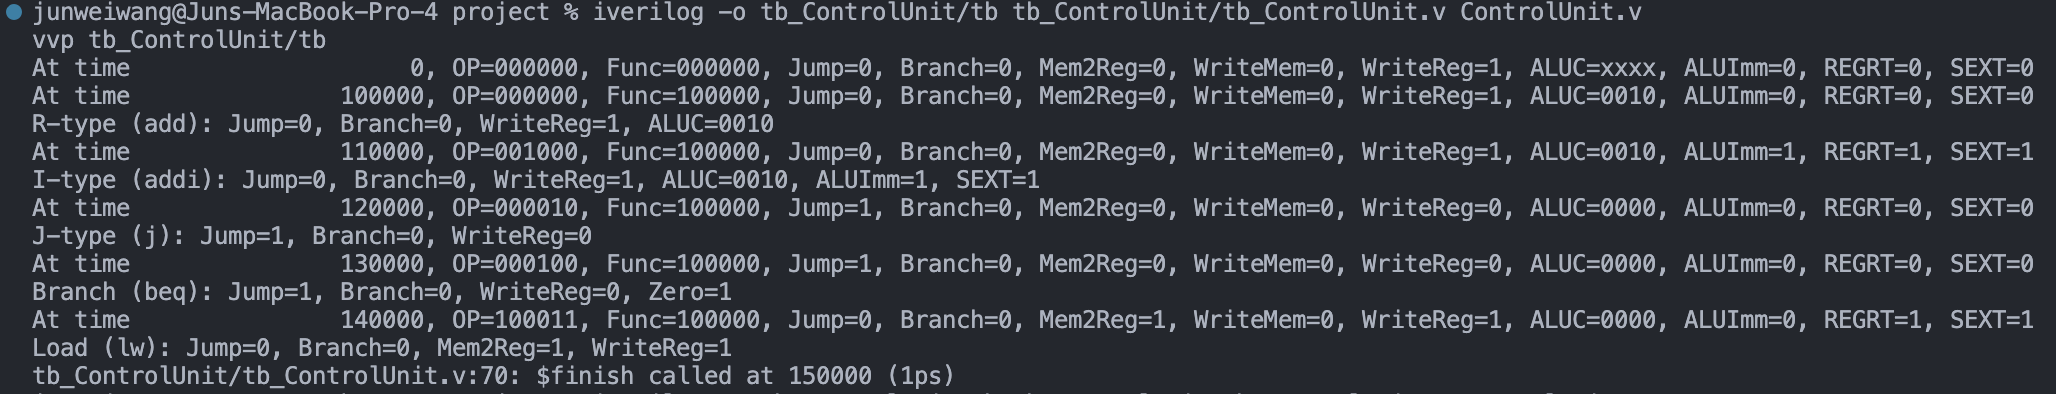 junweiwang@Juns-MacBook-Pro-4 project % iverilog -o tb_ControlUnit/tb tb_ControlUnit/tb_ControlUnit.v ControlUnit.v
vvp tb_ControlUnit/tb
At time                    0, OP=000000, Func=000000, Jump=0, Branch=0, Mem2Reg=0, WriteMem=0, WriteReg=1, ALUC=xxxx, ALUImm=0, REGRT=0, SEXT=0
At time               100000, OP=000000, Func=100000, Jump=0, Branch=0, Mem2Reg=0, WriteMem=0, WriteReg=1, ALUC=0010, ALUImm=0, REGRT=0, SEXT=0
R-type (add): Jump=0, Branch=0, WriteReg=1, ALUC=0010
At time               110000, OP=001000, Func=100000, Jump=0, Branch=0, Mem2Reg=0, WriteMem=0, WriteReg=1, ALUC=0010, ALUImm=1, REGRT=1, SEXT=1
I-type (addi): Jump=0, Branch=0, WriteReg=1, ALUC=0010, ALUImm=1, SEXT=1
At time               120000, OP=000010, Func=100000, Jump=1, Branch=0, Mem2Reg=0, WriteMem=0, WriteReg=0, ALUC=0000, ALUImm=0, REGRT=0, SEXT=0
J-type (j): Jump=1, Branch=0, WriteReg=0
At time               130000, OP=000100, Func=100000, Jump=1, Branch=0, Mem2Reg=0, WriteMem=0, WriteReg=0, ALUC=0000, ALUImm=0, REGRT=0, SEXT=0
Branch (beq): Jump=1, Branch=0, WriteReg=0, Zero=1
At time               140000, OP=100011, Func=100000, Jump=0, Branch=0, Mem2Reg=1, WriteMem=0, WriteReg=1, ALUC=0000, ALUImm=0, REGRT=1, SEXT=1
Load (lw): Jump=0, Branch=0, Mem2Reg=1, WriteReg=1
tb_ControlUnit/tb_ControlUnit.v:70: $finish called at 150000 (1ps)